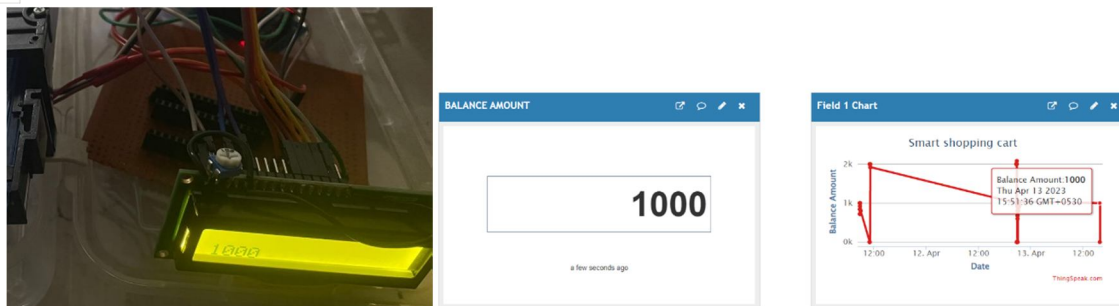 1000
BALANCE AMOUNT
1000
a few seconds ago
Field 1 Chart
Smart shopping cart
Balance Amount
2k
1k
0k
Balance Amount:1000
Thu Apr 13 2023
15:51:36 GMT+0530
12:00
12. Apr
12:00
13. Apr
12:00
Date
ThingSpeak.com